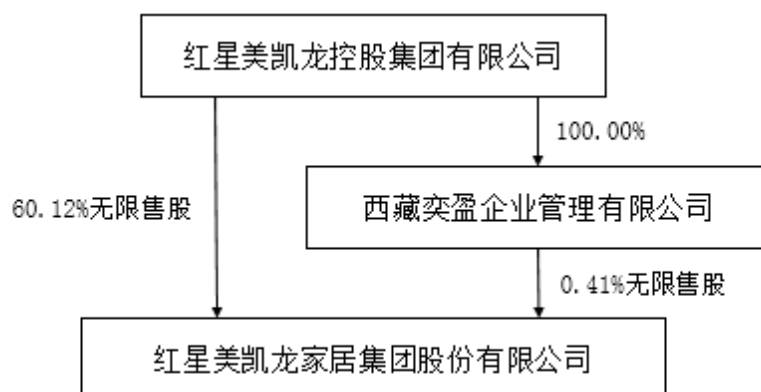 红星美凯龙控股集团有限公司
100.00%
60.12%无限售股
西藏奕盈企业管理有限公司
0.41%无限售股
红星美凯龙家居集团股份有限公司